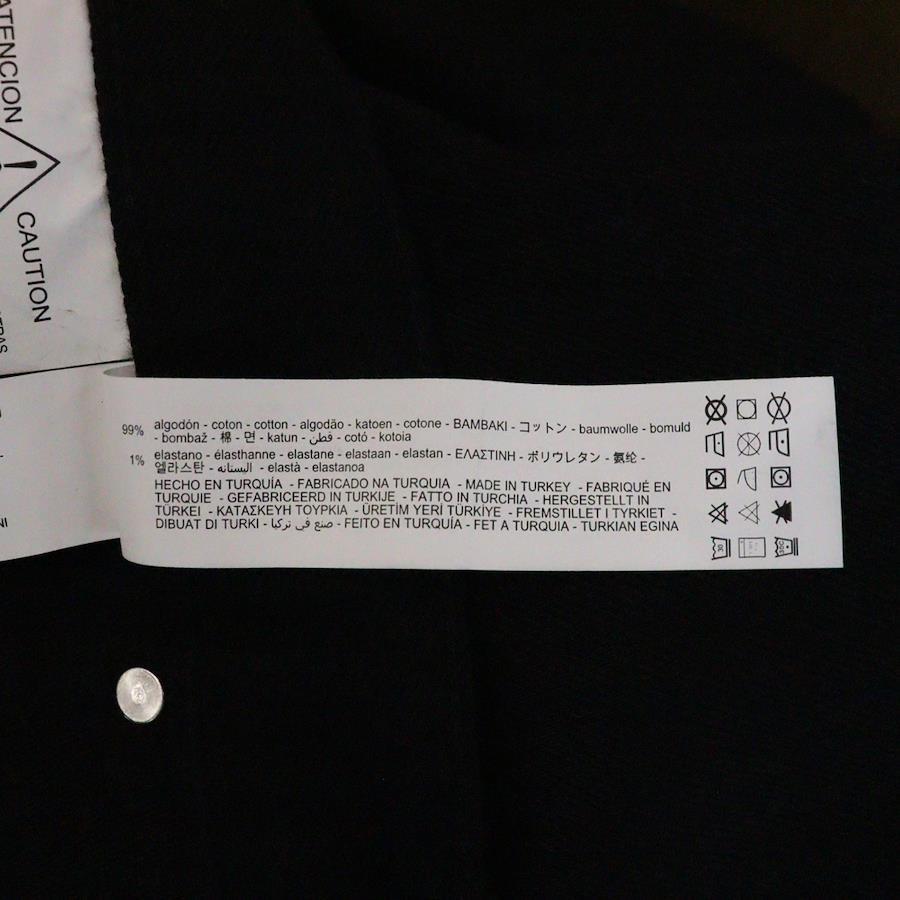 ATENCION
CAUTION
99% algodón - coton - cotton - algodão - katoen - cotone - BAMBAKI - コットン - baumwolle - bomuld
- bombaž - 棉 - 면 - katun - قطن - cotó - kotoia
1% elastano - élasthanne - elastane - elastaan - elastan - ΕΛΑΣΤΙΝΗ - ポリウレタン - 氨纶 -
엘라스탄 - اليستانه - elastà - elastanoa
HECHO EN TURQUÍA - FABRICADO NA TURQUIA - MADE IN TURKEY - FABRIQUÉ EN
TURQUIE - GEFABRICEERD IN TURKIJE - FATTO IN TURCHIA - HERGESTELLT IN
TÜRKEI - ΚΑΤΑΣΚΕΥΗ ΤΟΥΡΚΙΑ - ÜRETİM YERİ TÜRKİYE - FREMSTILLET I TYRKIET -
DIBUAT DI TURKI - صنع في تركيا - FEITO EN TURQUÍA - FET A TURQUIA - TURKIAN EGINA